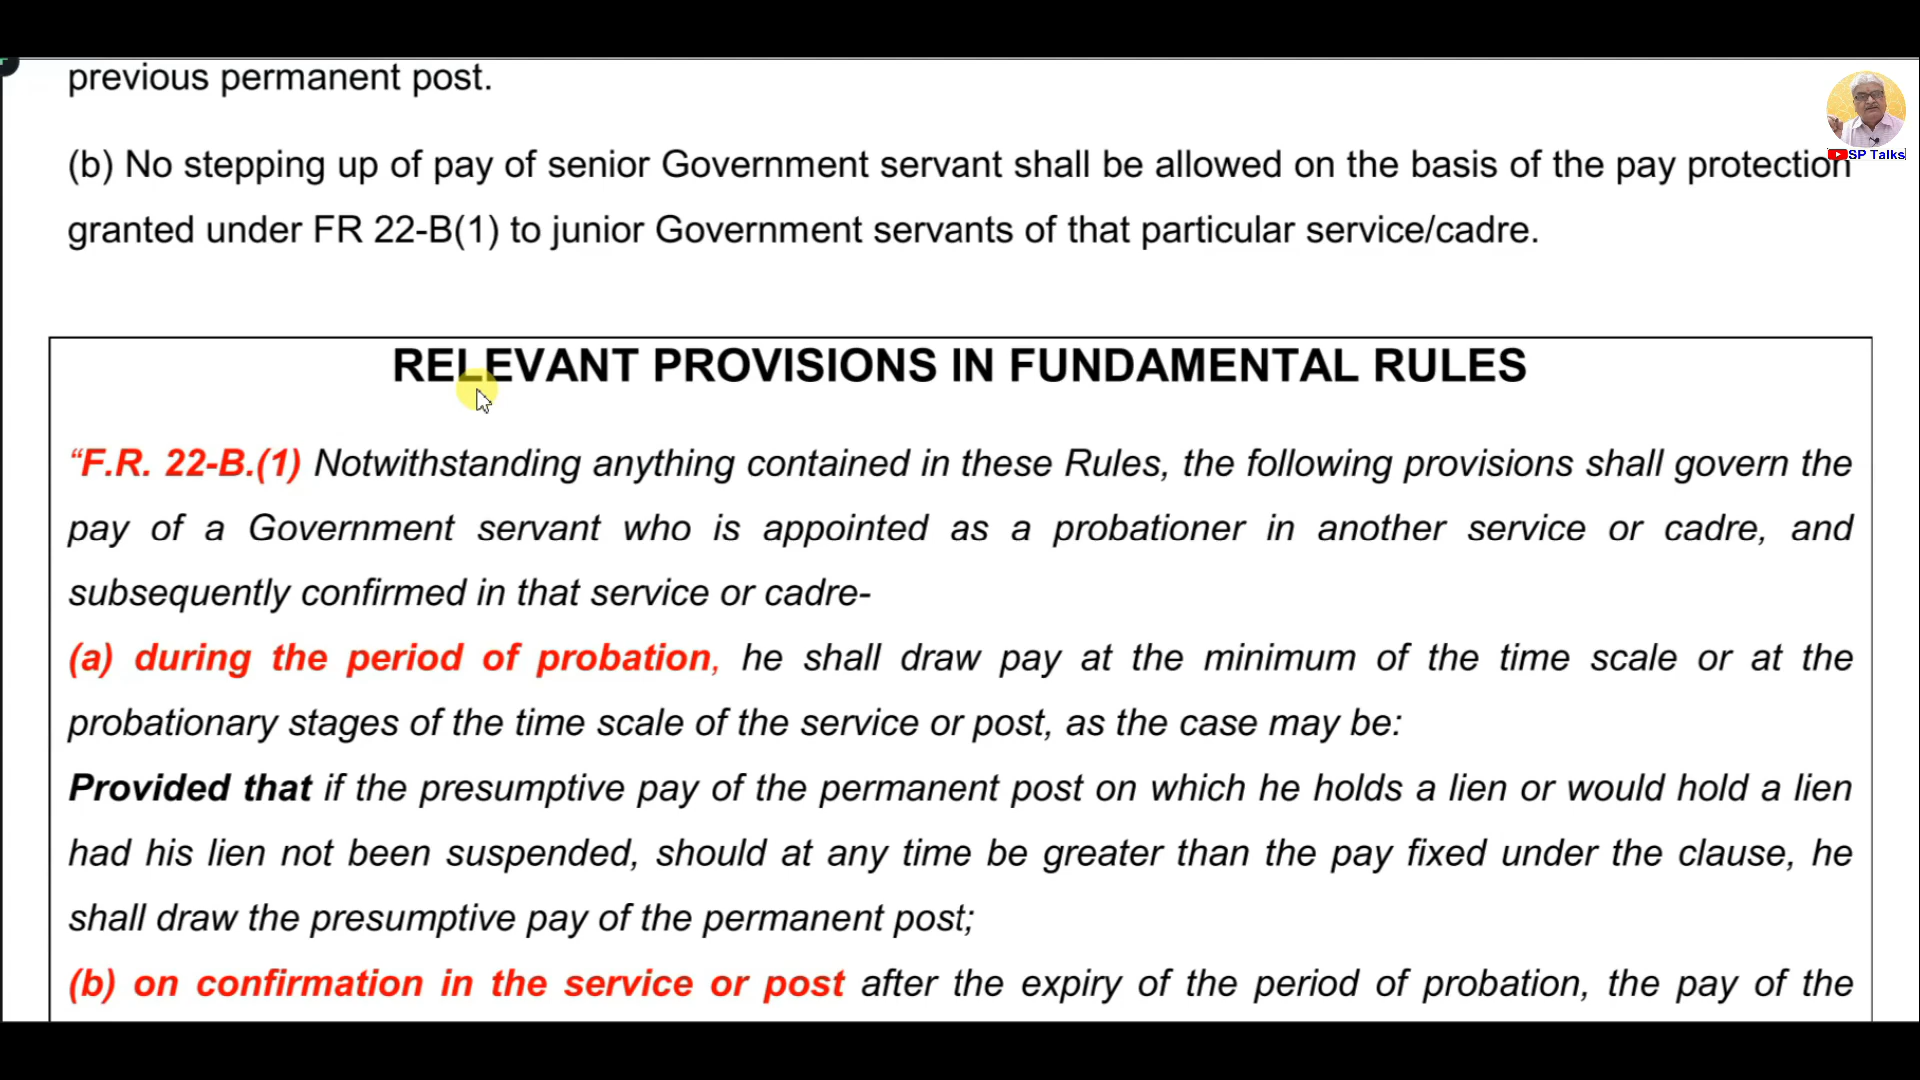 previous permanent post.
SP Talks
(b) No stepping up of pay of senior Government servant shall be allowed on the basis of the pay protection
granted under FR 22-B(1) to junior Government servants of that particular service/cadre.
RELEVANT PROVISIONS IN FUNDAMENTAL RULES
“F.R. 22-B.(1) Notwithstanding anything contained in these Rules, the following provisions shall govern the
pay of a Government servant who is appointed as a probationer in another service or cadre, and
subsequently confirmed in that service or cadre-
(a) during the period of probation, he shall draw pay at the minimum of the time scale or at the
probationary stages of the time scale of the service or post, as the case may be:
Provided that if the presumptive pay of the permanent post on which he holds a lien or would hold a lien
had his lien not been suspended, should at any time be greater than the pay fixed under the clause, he
shall draw the presumptive pay of the permanent post;
(b) on confirmation in the service or post after the expiry of the period of probation, the pay of the